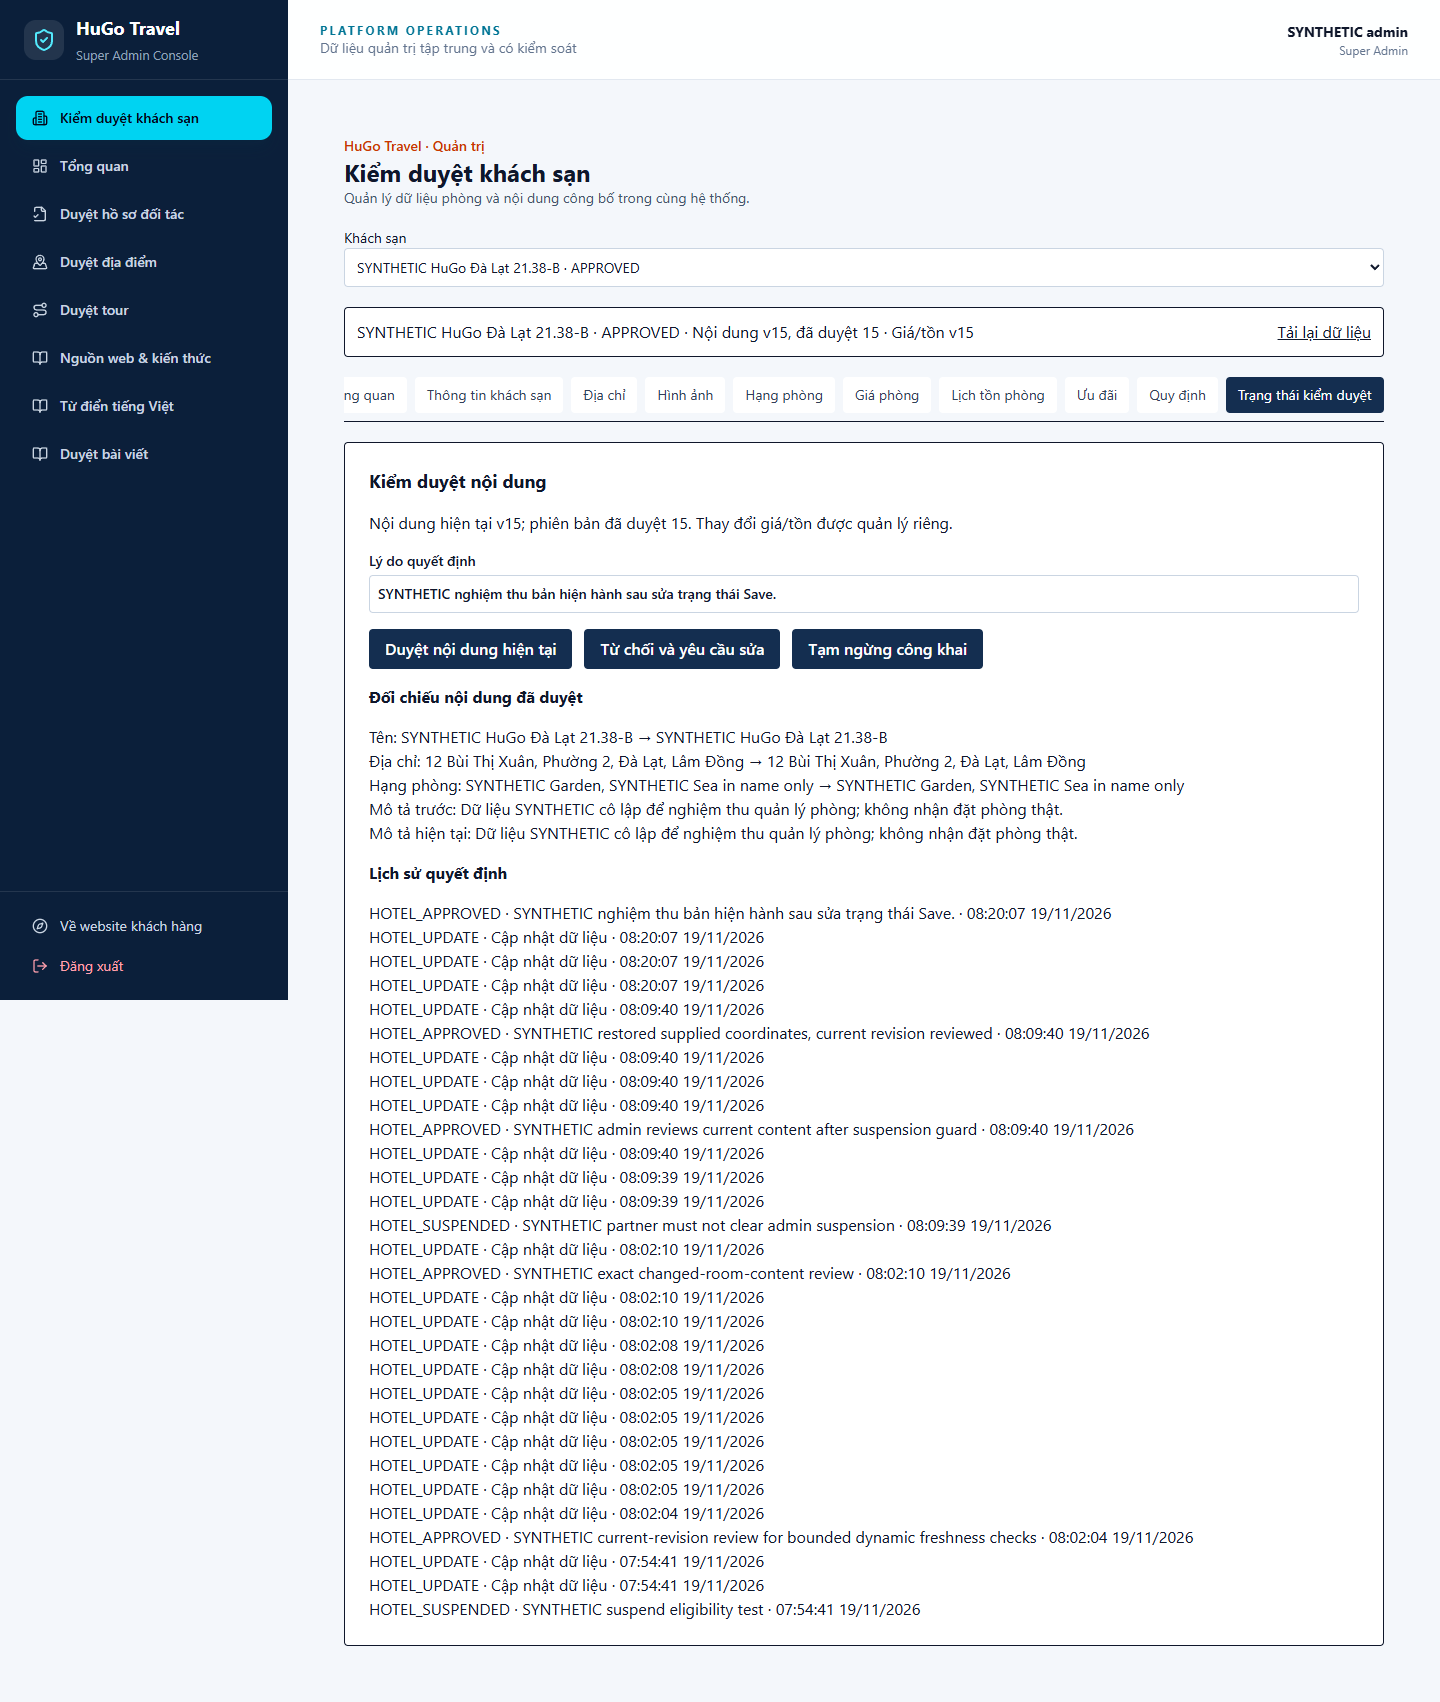 HuGo Travel
Super Admin Console
Kiểm duyệt khách sạn
Tổng quan
Duyệt hồ sơ đối tác
Duyệt địa điểm
Duyệt tour
Nguồn web & kiến thức
Từ điển tiếng Việt
Duyệt bài viết
Về website khách hàng
Đăng xuất
PLATFORM OPERATIONS
Dữ liệu quản trị tập trung và có kiểm soát
SYNTHETIC admin
Super Admin
HuGo Travel · Quản trị
Kiểm duyệt khách sạn
Quản lý dữ liệu phòng và nội dung công bố trong cùng hệ thống.
Khách sạn
SYNTHETIC HuGo Đà Lạt 21.38-B · APPROVED
SYNTHETIC HuGo Đà Lạt 21.38-B · APPROVED · Nội dung v15, đã duyệt 15 · Giá/tồn v15 Tải lại dữ liệu
ng quan Thông tin khách sạn Địa chỉ Hình ảnh Hạng phòng Giá phòng Lịch tồn phòng Ưu đãi Quy định Trạng thái kiểm duyệt
Kiểm duyệt nội dung
Nội dung hiện tại v15; phiên bản đã duyệt 15. Thay đổi giá/tồn được quản lý riêng.
Lý do quyết định
SYNTHETIC nghiệm thu bản hiện hành sau sửa trạng thái Save.
Duyệt nội dung hiện tại Từ chối và yêu cầu sửa Tạm ngừng công khai
Đối chiếu nội dung đã duyệt
Tên: SYNTHETIC HuGo Đà Lạt 21.38-B → SYNTHETIC HuGo Đà Lạt 21.38-B
Địa chỉ: 12 Bùi Thị Xuân, Phường 2, Đà Lạt, Lâm Đồng → 12 Bùi Thị Xuân, Phường 2, Đà Lạt, Lâm Đồng
Hạng phòng: SYNTHETIC Garden, SYNTHETIC Sea in name only → SYNTHETIC Garden, SYNTHETIC Sea in name only
Mô tả trước: Dữ liệu SYNTHETIC cô lập để nghiệm thu quản lý phòng; không nhận đặt phòng thật.
Mô tả hiện tại: Dữ liệu SYNTHETIC cô lập để nghiệm thu quản lý phòng; không nhận đặt phòng thật.
Lịch sử quyết định
HOTEL_APPROVED · SYNTHETIC nghiệm thu bản hiện hành sau sửa trạng thái Save. · 08:20:07 19/11/2026
HOTEL_UPDATE · Cập nhật dữ liệu · 08:20:07 19/11/2026
HOTEL_UPDATE · Cập nhật dữ liệu · 08:20:07 19/11/2026
HOTEL_UPDATE · Cập nhật dữ liệu · 08:20:07 19/11/2026
HOTEL_UPDATE · Cập nhật dữ liệu · 08:09:40 19/11/2026
HOTEL_APPROVED · SYNTHETIC restored supplied coordinates, current revision reviewed · 08:09:40 19/11/2026
HOTEL_UPDATE · Cập nhật dữ liệu · 08:09:40 19/11/2026
HOTEL_UPDATE · Cập nhật dữ liệu · 08:09:40 19/11/2026
HOTEL_UPDATE · Cập nhật dữ liệu · 08:09:40 19/11/2026
HOTEL_APPROVED · SYNTHETIC admin reviews current content after suspension guard · 08:09:40 19/11/2026
HOTEL_UPDATE · Cập nhật dữ liệu · 08:09:40 19/11/2026
HOTEL_UPDATE · Cập nhật dữ liệu · 08:09:39 19/11/2026
HOTEL_UPDATE · Cập nhật dữ liệu · 08:09:39 19/11/2026
HOTEL_SUSPENDED · SYNTHETIC partner must not clear admin suspension · 08:09:39 19/11/2026
HOTEL_UPDATE · Cập nhật dữ liệu · 08:02:10 19/11/2026
HOTEL_APPROVED · SYNTHETIC exact changed-room-content review · 08:02:10 19/11/2026
HOTEL_UPDATE · Cập nhật dữ liệu · 08:02:10 19/11/2026
HOTEL_UPDATE · Cập nhật dữ liệu · 08:02:10 19/11/2026
HOTEL_UPDATE · Cập nhật dữ liệu · 08:02:08 19/11/2026
HOTEL_UPDATE · Cập nhật dữ liệu · 08:02:08 19/11/2026
HOTEL_UPDATE · Cập nhật dữ liệu · 08:02:05 19/11/2026
HOTEL_UPDATE · Cập nhật dữ liệu · 08:02:05 19/11/2026
HOTEL_UPDATE · Cập nhật dữ liệu · 08:02:05 19/11/2026
HOTEL_UPDATE · Cập nhật dữ liệu · 08:02:05 19/11/2026
HOTEL_UPDATE · Cập nhật dữ liệu · 08:02:05 19/11/2026
HOTEL_UPDATE · Cập nhật dữ liệu · 08:02:04 19/11/2026
HOTEL_APPROVED · SYNTHETIC current-revision review for bounded dynamic freshness checks · 08:02:04 19/11/2026
HOTEL_UPDATE · Cập nhật dữ liệu · 07:54:41 19/11/2026
HOTEL_UPDATE · Cập nhật dữ liệu · 07:54:41 19/11/2026
HOTEL_SUSPENDED · SYNTHETIC suspend eligibility test · 07:54:41 19/11/2026